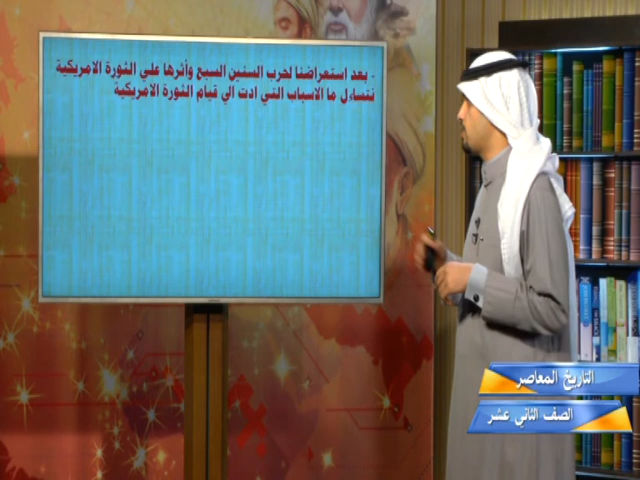 - بعد استعراضنا لحرب السنين السبع وأثرها علي الثورة الامريكية
نتساءل ما الاسباب التي ادت الي قيام الثورة الامريكية
التاريخ المعاصر
الصف الثاني عشر